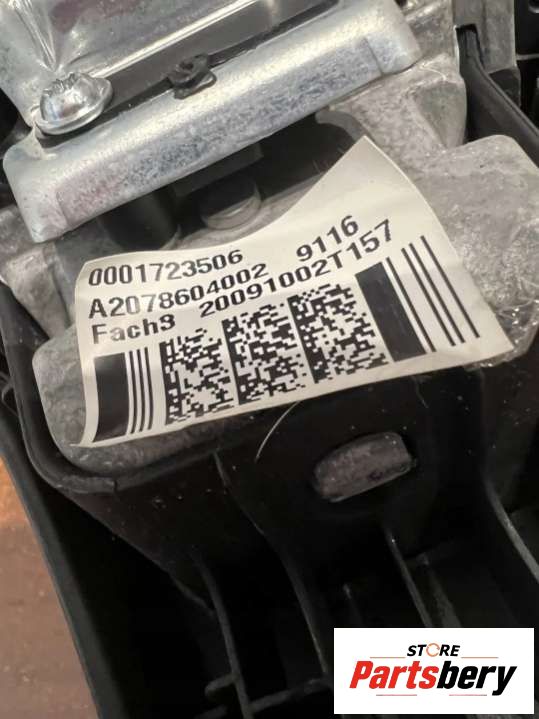 0001723506
A2078604002 9116
Fach3 20091002T157
STORE
Partsbery